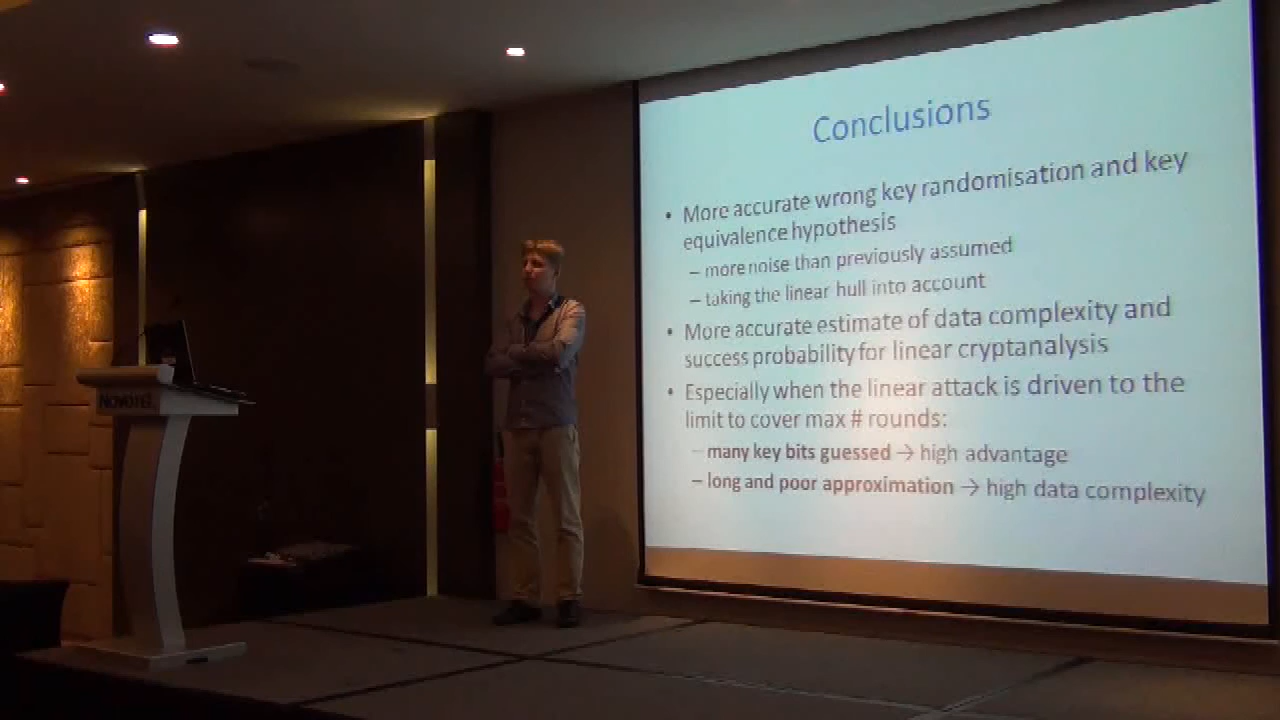 Conclusions
• More accurate wrong key randomisation and key
equivalence hypothesis
– more noise than previously assumed
– taking the linear hull into account
• More accurate estimate of data complexity and
success probability for linear cryptanalysis
• Especially when the linear attack is driven to the
limit to cover max # rounds:
– many key bits guessed → high advantage
– long and poor approximation → high data complexity
NOVOTEL